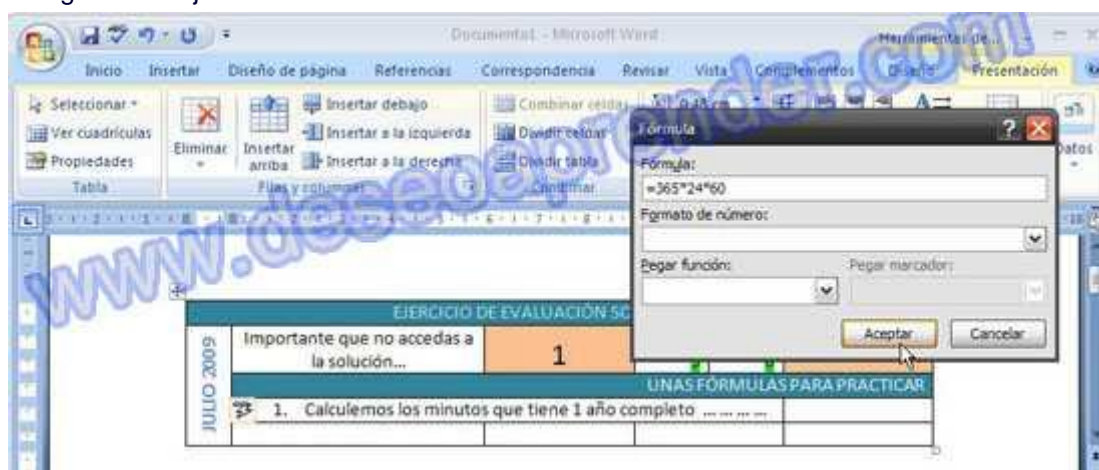 Documento1 - Microsoft Word
Herramientas de...
Inicio Insertar Diseño de página Referencias Correspondencia Revisar Vista Complementos Diseño Presentación
Seleccionar
Ver cuadrículas
Propiedades
Tabla
Eliminar
Insertar arriba
Insertar debajo
Insertar a la izquierda
Insertar a la derecha
Filas y columnas
Combinar celdas
Dividir celdas
Dividir tabla
Combinar
0,48 cm
Datos
Fórmula
Fórmula:
=365*24*60
Formato de número:
Pegar función: Pegar marcador:
Aceptar Cancelar
www.deseoaprender.com
EJERCICIO DE EVALUACIÓN
JULIO 2009
Importante que no accedas a
la solución...
1
UNAS FÓRMULAS PARA PRACTICAR
1. Calculemos los minutos que tiene 1 año completo ... ... ... ...